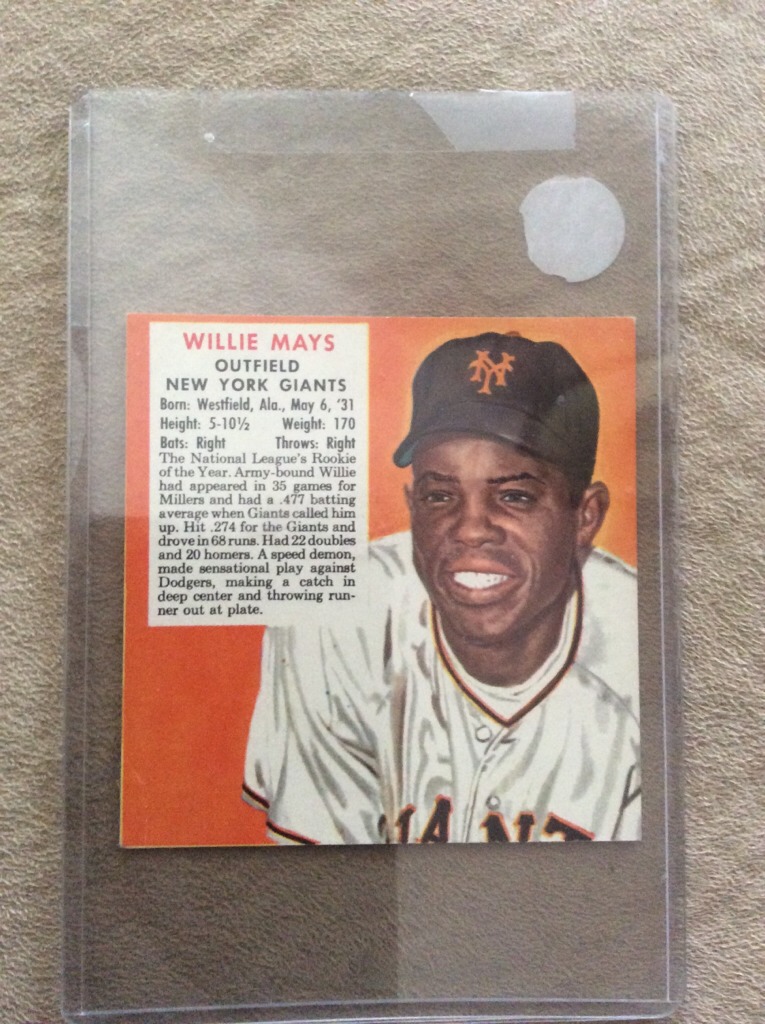 WILLIE MAYS
OUTFIELD
NEW YORK GIANTS
Born: Westfield, Ala., May 6, '31
Height: 5-10½ Weight: 170
Bats: Right Throws: Right
The National League's Rookie
of the Year. Army-bound Willie
had appeared in 35 games for
Millers and had a .477 batting
average when Giants called him
up. Hit .274 for the Giants and
drove in 68 runs. Had 22 doubles
and 20 homers. A speed demon,
made sensational play against
Dodgers, making a catch in
deep center and throwing run-
ner out at plate.
NY
IANT